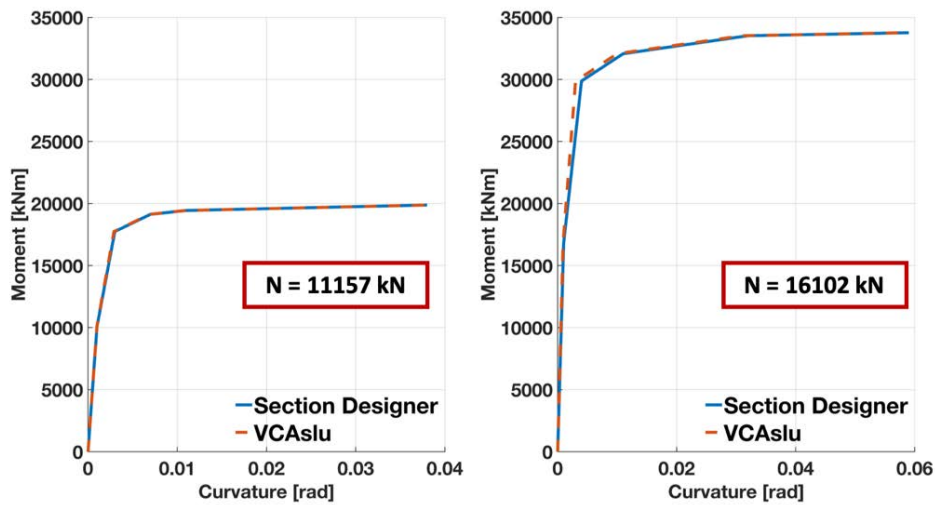 35000
30000
25000
20000
15000
10000
5000
0
Moment [kNm]
N = 11157 kN
Section Designer
VCAslu
0 0.01 0.02 0.03 0.04
Curvature [rad]
35000
30000
25000
20000
15000
10000
5000
0
Moment [kNm]
N = 16102 kN
Section Designer
VCAslu
0 0.02 0.04 0.06
Curvature [rad]